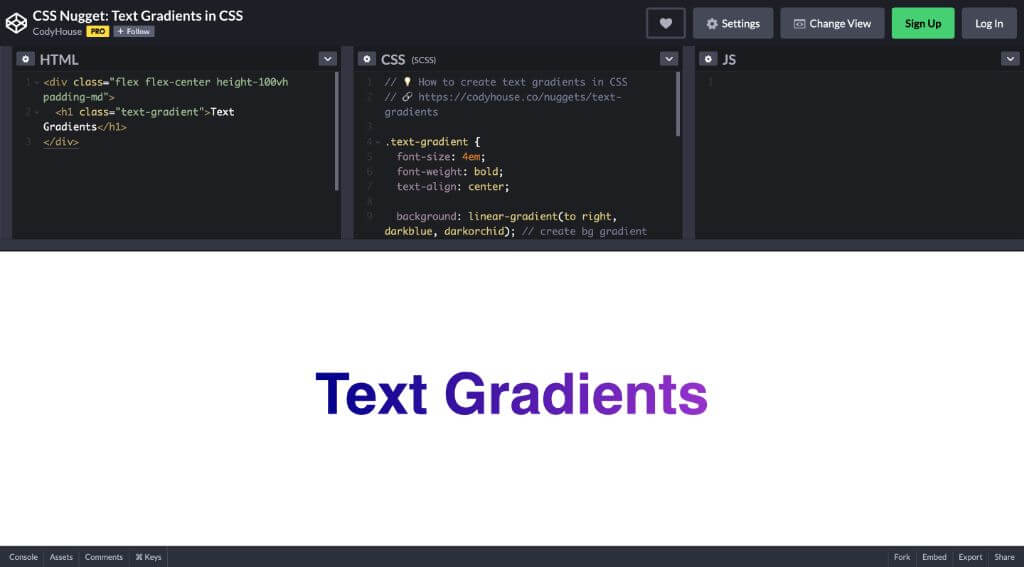 CSS Nugget: Text Gradients in CSS
CodyHouse PRO + Follow
Settings
Change View
Sign Up
Log In
HTML
1 <div class="flex flex-center height-100vh
padding-md">
2 <h1 class="text-gradient">Text
Gradients</h1>
3 </div>
CSS (SCSS)
1 // 💡 How to create text gradients in CSS
2 // 🔗 https://codyhouse.co/nuggets/text-
gradients
3
4 .text-gradient {
5 font-size: 4em;
6 font-weight: bold;
7 text-align: center;
8
9 background: linear-gradient(to right,
darkblue, darkorchid); // create bg gradient
JS
1
Text Gradients
Console Assets Comments ⌘ Keys
Fork Embed Export Share